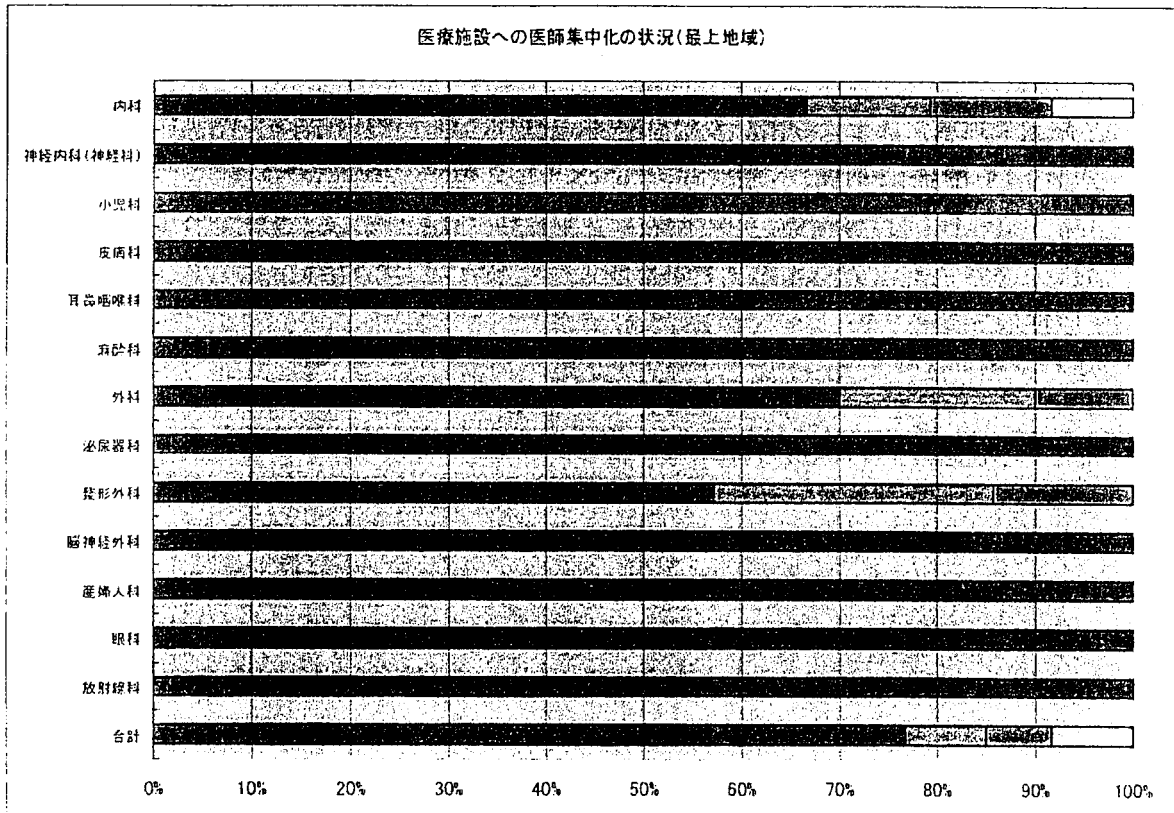 医療施設への医師集中化の状況(最上地域)
内科
神経内科(神経科)
小児科
皮膚科
耳鼻咽喉科
麻酔科
外科
泌尿器科
整形外科
脳神経外科
産婦人科
眼科
放射線科
合計
0% 10% 20% 30% 40% 50% 60% 70% 80% 90% 100%